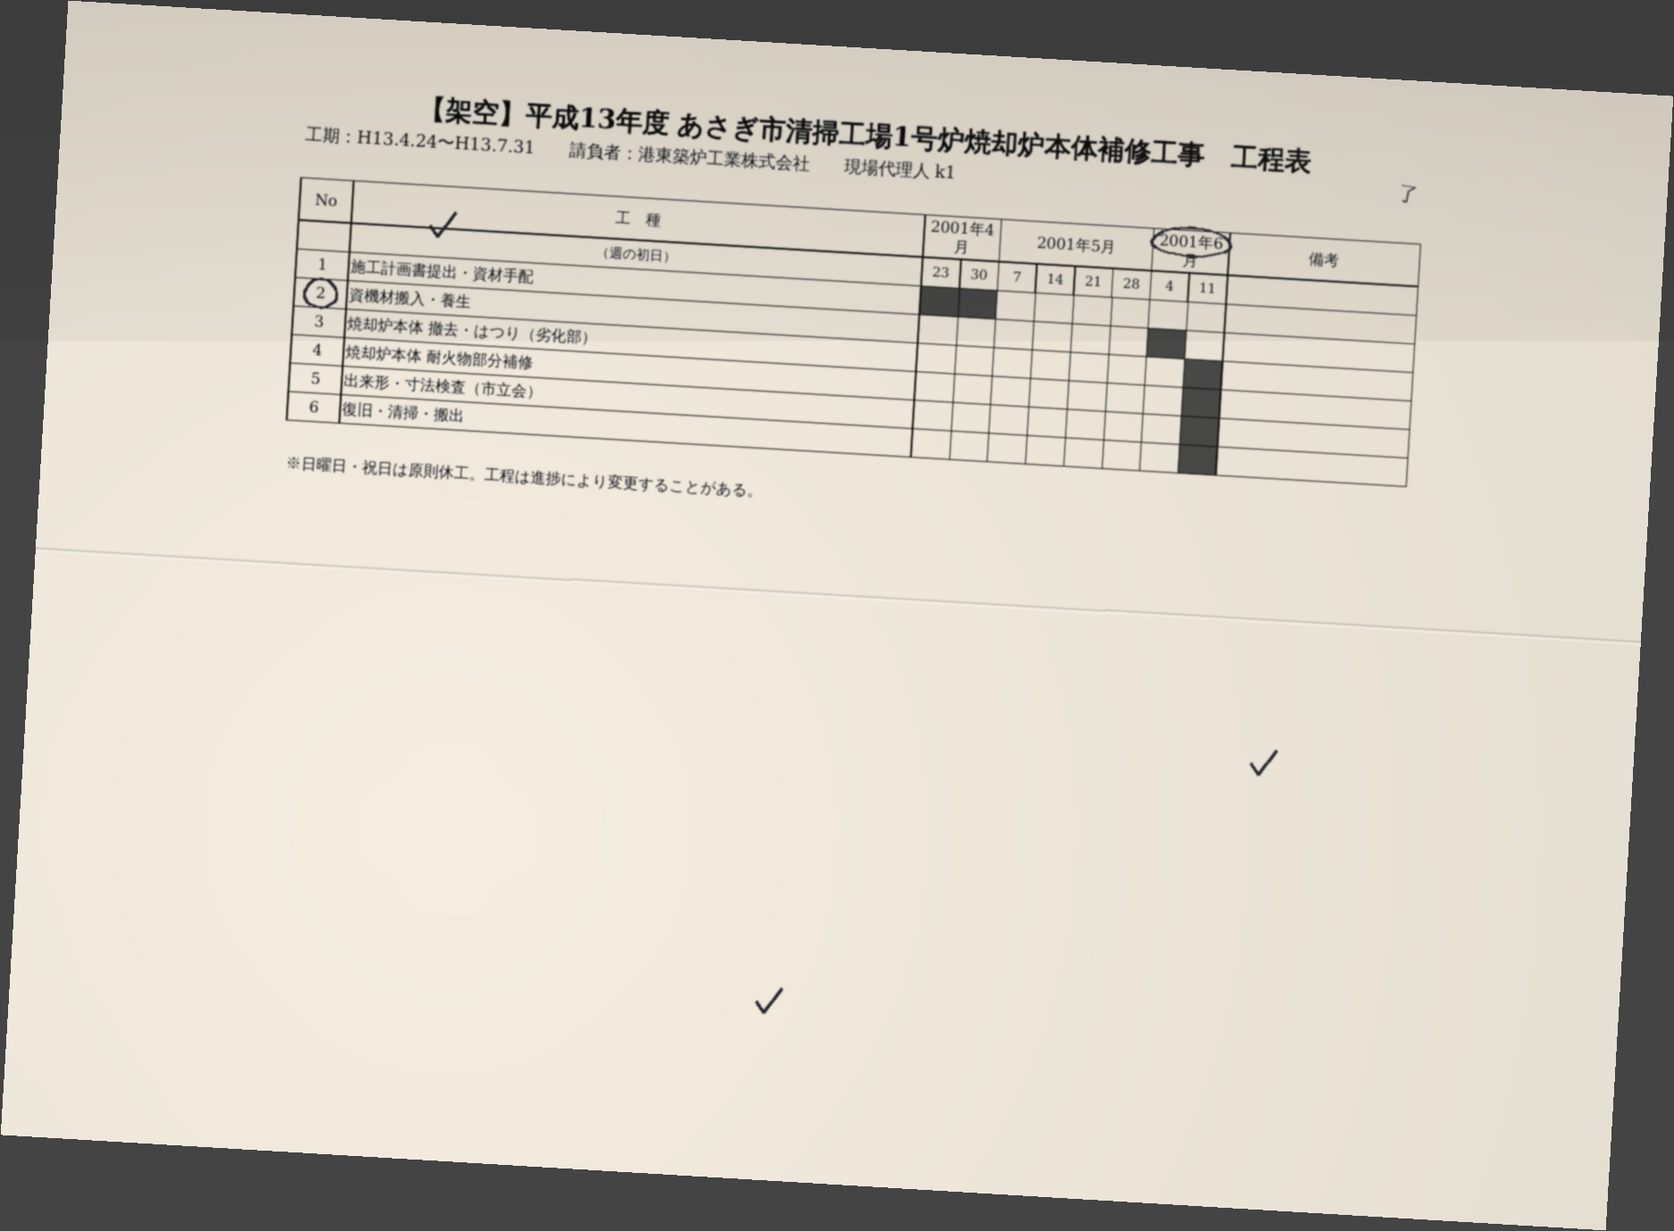 【架空】平成13年度 あさぎ市清掃工場1号炉焼却炉本体補修工事　工程表
工期：H13.4.24〜H13.7.31　　請負者：港東築炉工業株式会社　　現場代理人 k1
了
No 工　種 2001年4月 2001年5月 2001年6月 備考
（週の初日） 23 30 7 14 21 28 4 11
1 施工計画書提出・資材手配
2 資機材搬入・養生
3 焼却炉本体 撤去・はつり（劣化部）
4 焼却炉本体 耐火物部分補修
5 出来形・寸法検査（市立会）
6 復旧・清掃・搬出
※日曜日・祝日は原則休工。工程は進捗により変更することがある。